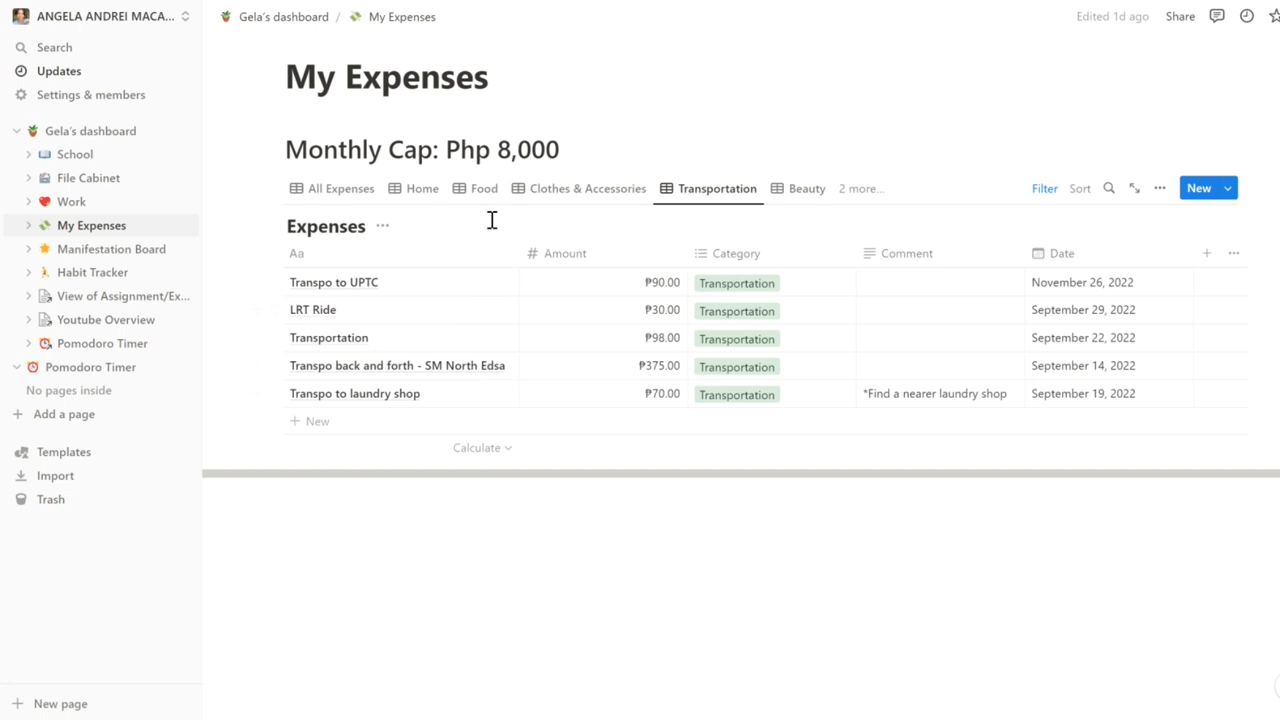 ANGELA ANDREI MACA...
Search
Updates
Settings & members
Gela's dashboard
School
File Cabinet
Work
My Expenses
Manifestation Board
Habit Tracker
View of Assignment/Ex...
Youtube Overview
Pomodoro Timer
Pomodoro Timer
No pages inside
Add a page
Templates
Import
Trash
New page
Gela's dashboard / My Expenses
Edited 1d ago Share
My Expenses
Monthly Cap: Php 8,000
All Expenses Home Food Clothes & Accessories Transportation Beauty 2 more... Filter Sort New
Expenses
Aa # Amount Category Comment Date
Transpo to UPTC ₱90.00 Transportation November 26, 2022
LRT Ride ₱30.00 Transportation September 29, 2022
Transportation ₱98.00 Transportation September 22, 2022
Transpo back and forth - SM North Edsa ₱375.00 Transportation September 14, 2022
Transpo to laundry shop ₱70.00 Transportation *Find a nearer laundry shop September 19, 2022
+ New
Calculate